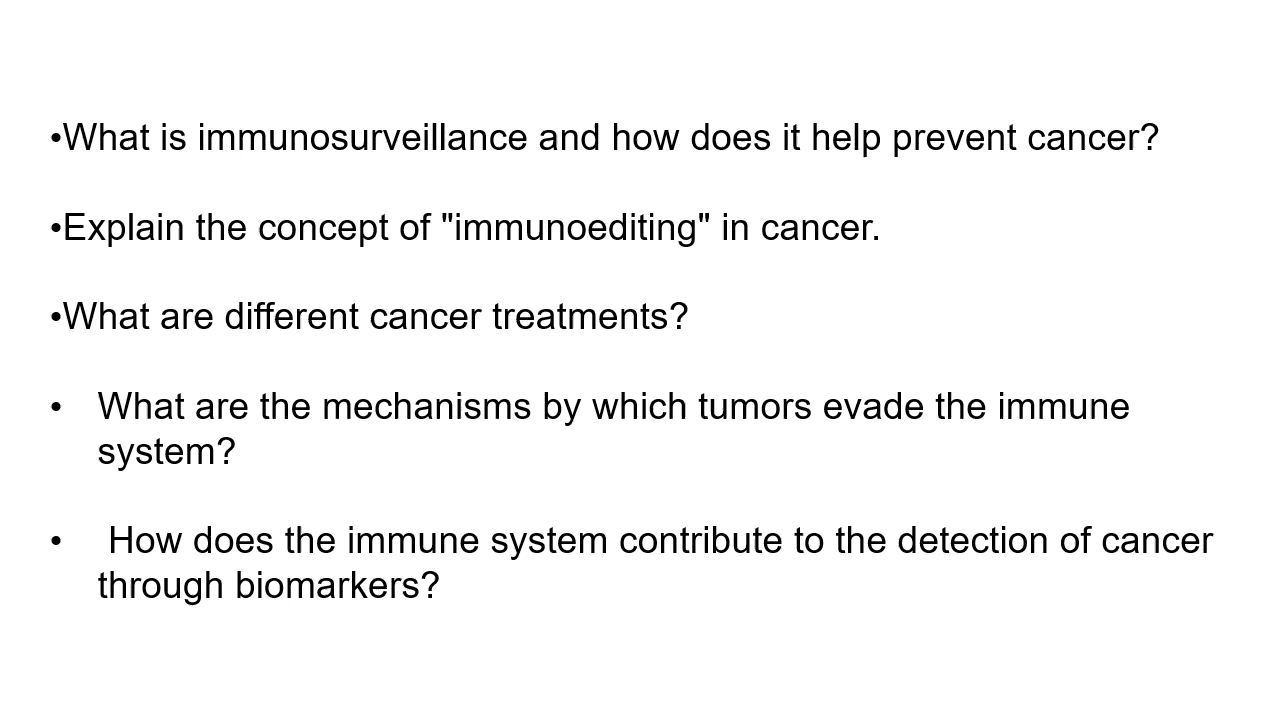 •What is immunosurveillance and how does it help prevent cancer?
•Explain the concept of "immunoediting" in cancer.
•What are different cancer treatments?
• What are the mechanisms by which tumors evade the immune
system?
• How does the immune system contribute to the detection of cancer
through biomarkers?